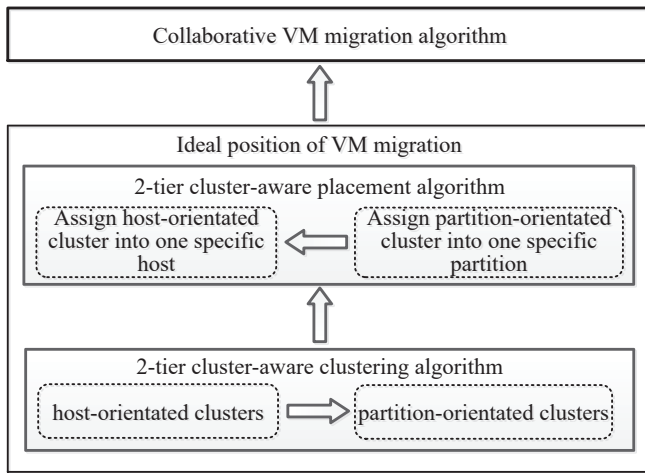 Collaborative VM migration algorithm
Ideal position of VM migration
2-tier cluster-aware placement algorithm
Assign host-orientated
cluster into one specific
host
Assign partition-orientated
cluster into one specific
partition
2-tier cluster-aware clustering algorithm
host-orientated clusters
partition-orientated clusters